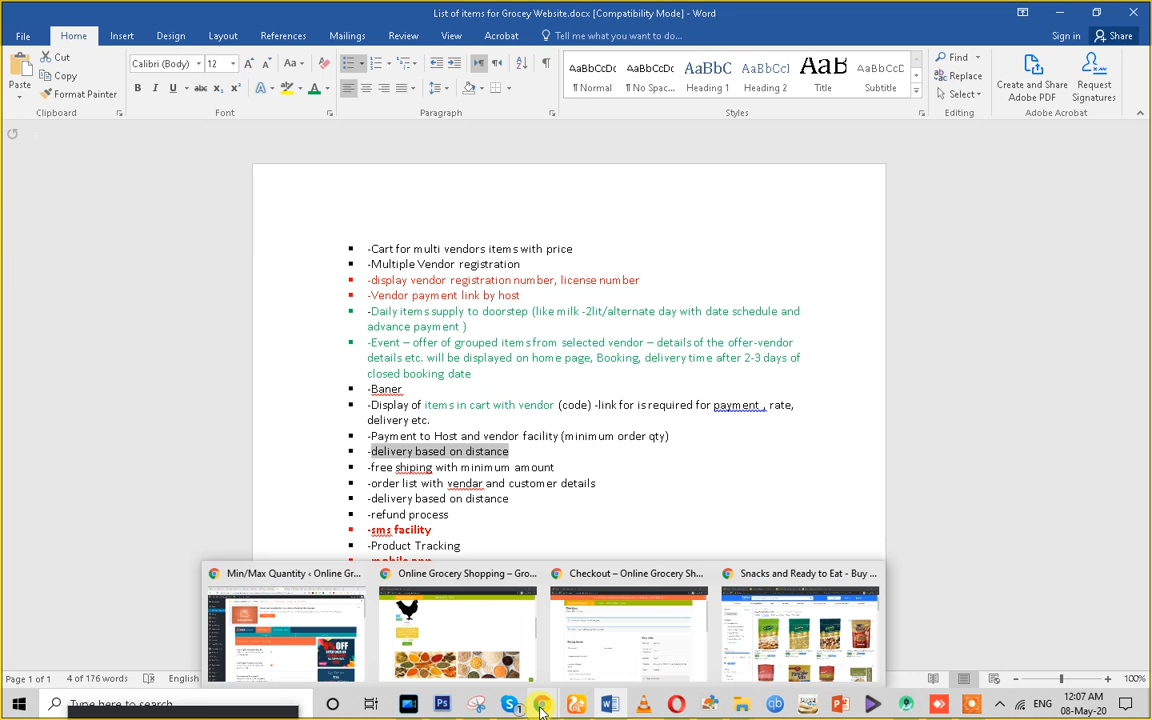 List of items for Grocey Website.docx [Compatibility Mode] - Word
File Home Insert Design Layout References Mailings Review View Acrobat Tell me what you want to do... Sign in Share
Paste Cut Copy Format Painter
Clipboard
Calibri (Body) 12
Font
Paragraph
AaBbCcDc AaBbCcDc AaBbC AaBbCcI AaB AaBbCcD
¶ Normal ¶ No Spac... Heading 1 Heading 2 Title Subtitle
Styles
Find Replace Select
Editing
Create and Share Adobe PDF Request Signatures
Adobe Acrobat
-Cart for multi vendors items with price
-Multiple Vendor registration
-display vendor registration number, license number
-Vendor payment link by host
-Daily items supply to doorstep (like milk -2lit/alternate day with date schedule and
advance payment )
-Event – offer of grouped items from selected vendor – details of the offer-vendor
details etc. will be displayed on home page, Booking, delivery time after 2-3 days of
closed booking date
-Baner
-Display of items in cart with vendor (code) -link for is required for payment , rate,
delivery etc.
-Payment to Host and vendor facility (minimum order qty)
-delivery based on distance
-free shiping with minimum amount
-order list with vendar and customer details
-delivery based on distance
-refund process
-sms facility
-Product Tracking
Min/Max Quantity ‹ Online Gr... Online Grocery Shopping – Gro... Checkout – Online Grocery Sh... Snacks and Ready to Eat - Buy ...
Page 1 of 1 4 of 176 words English 100%
Type here to search
ENG 12:07 AM
08-May-20